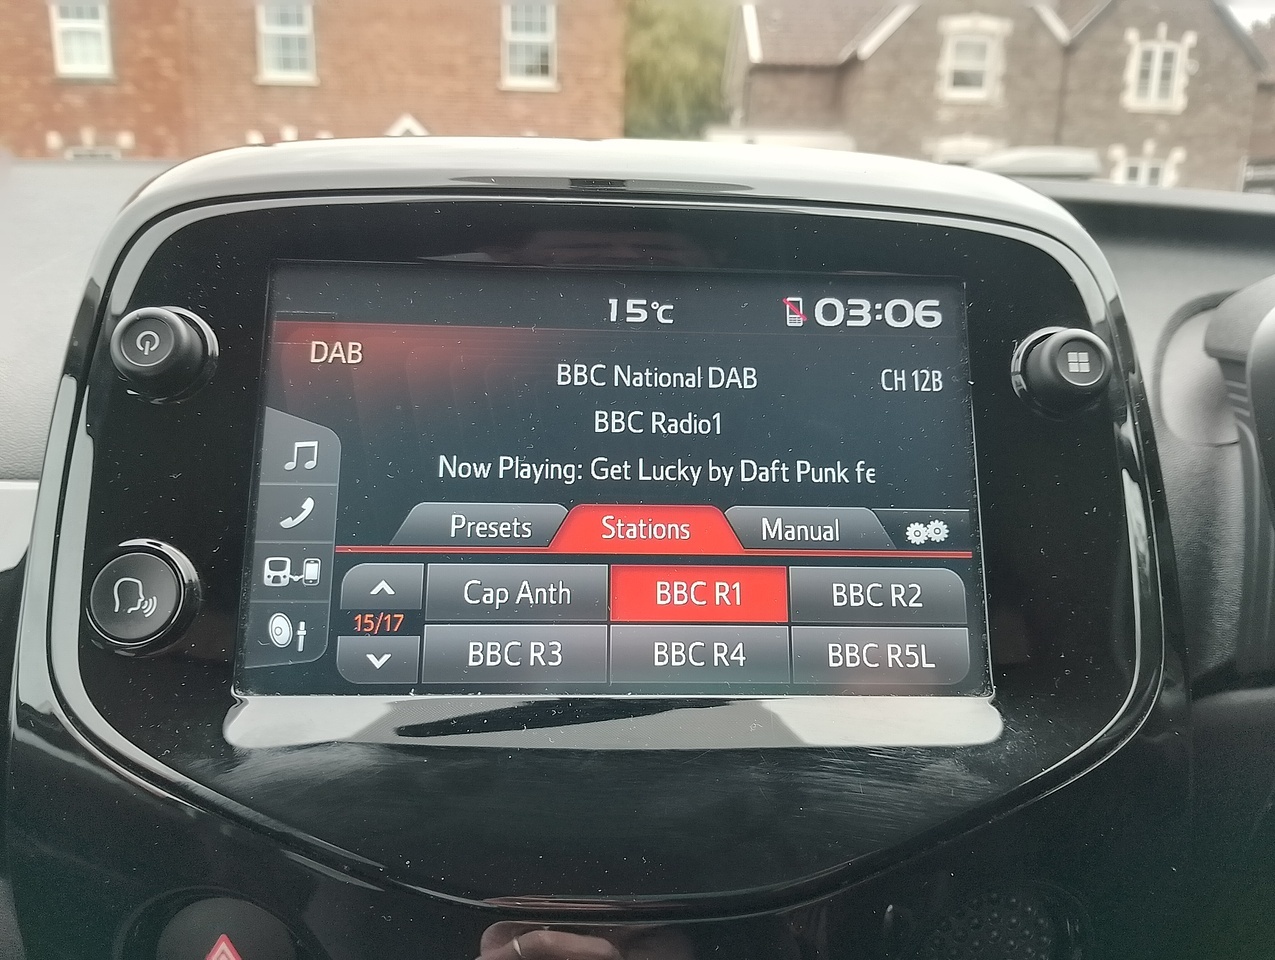 15°C 03:06
DAB
BBC National DAB CH 12B
BBC Radio1
Now Playing: Get Lucky by Daft Punk fe
Presets Stations Manual
Cap Anth BBC R1 BBC R2
15/17
BBC R3 BBC R4 BBC R5L